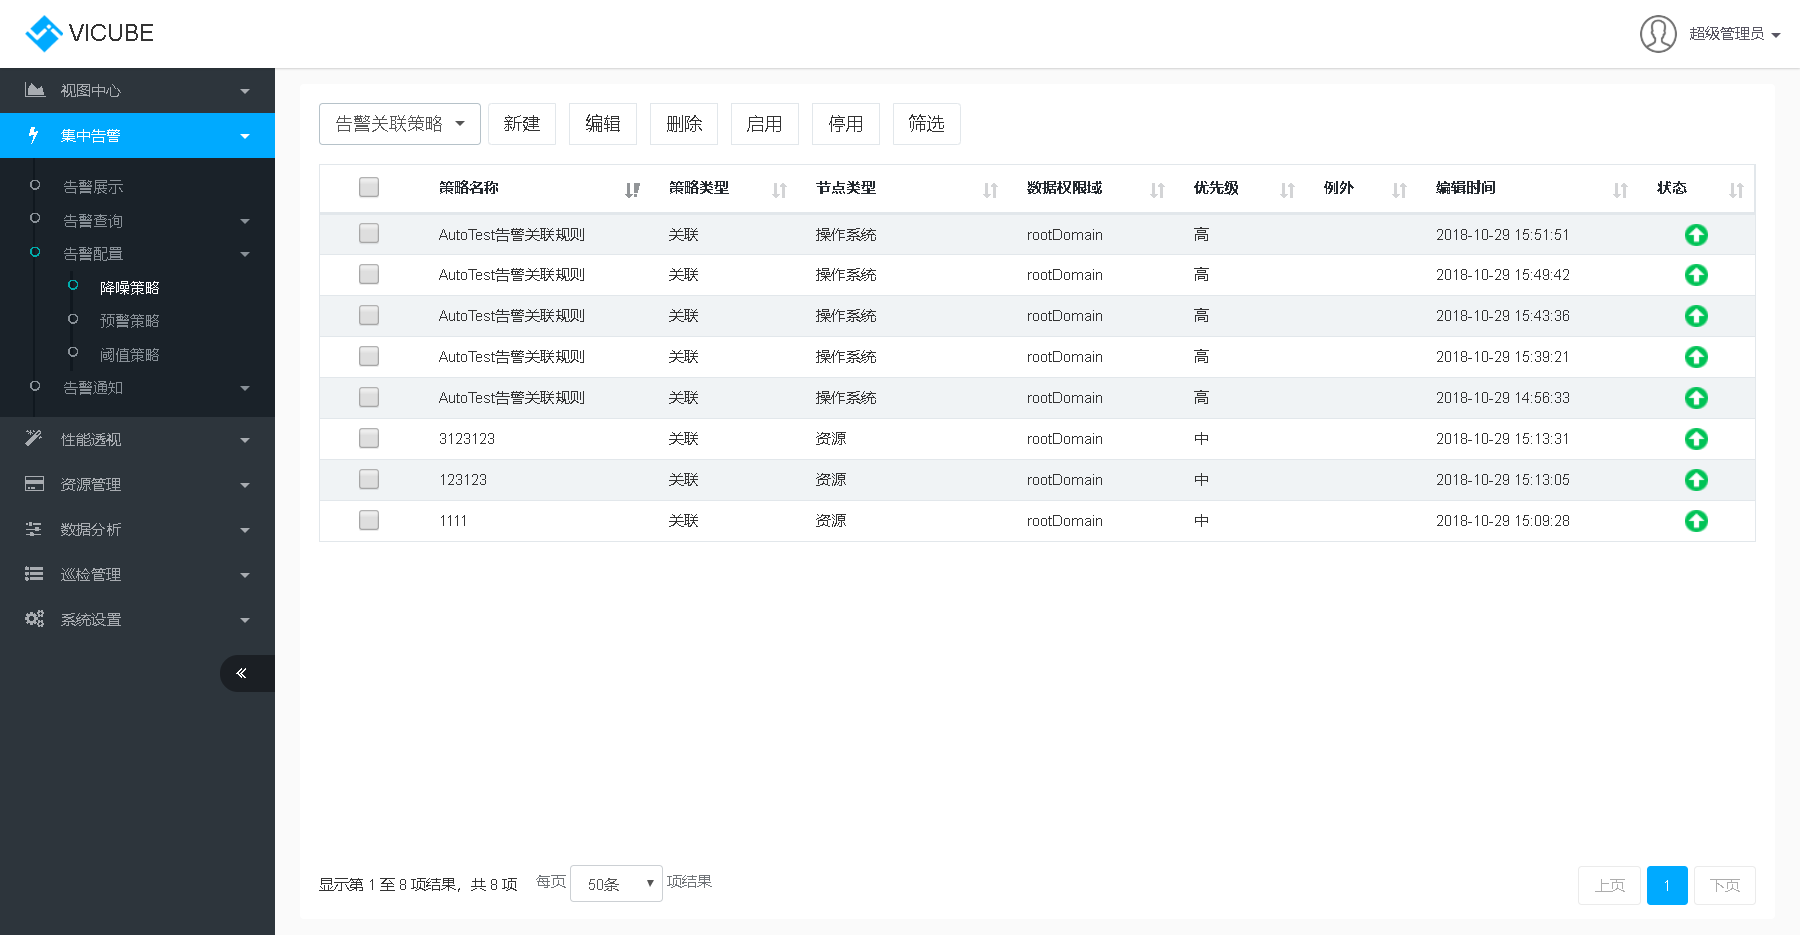 VICUBE
超级管理员
视图中心
集中告警
告警展示
告警查询
告警配置
降噪策略
预警策略
阈值策略
告警通知
性能透视
资源管理
数据分析
巡检管理
系统设置
告警关联策略 新建 编辑 删除 启用 停用 筛选
策略名称 策略类型 节点类型 数据权限域 优先级 例外 编辑时间 状态
AutoTest告警关联规则 关联 操作系统 rootDomain 高 2018-10-29 15:51:51
AutoTest告警关联规则 关联 操作系统 rootDomain 高 2018-10-29 15:49:42
AutoTest告警关联规则 关联 操作系统 rootDomain 高 2018-10-29 15:43:36
AutoTest告警关联规则 关联 操作系统 rootDomain 高 2018-10-29 15:39:21
AutoTest告警关联规则 关联 操作系统 rootDomain 高 2018-10-29 14:56:33
3123123 关联 资源 rootDomain 中 2018-10-29 15:13:31
123123 关联 资源 rootDomain 中 2018-10-29 15:13:05
1111 关联 资源 rootDomain 中 2018-10-29 15:09:28
显示第 1 至 8 项结果，共 8 项 每页 50条 项结果 上页 1 下页